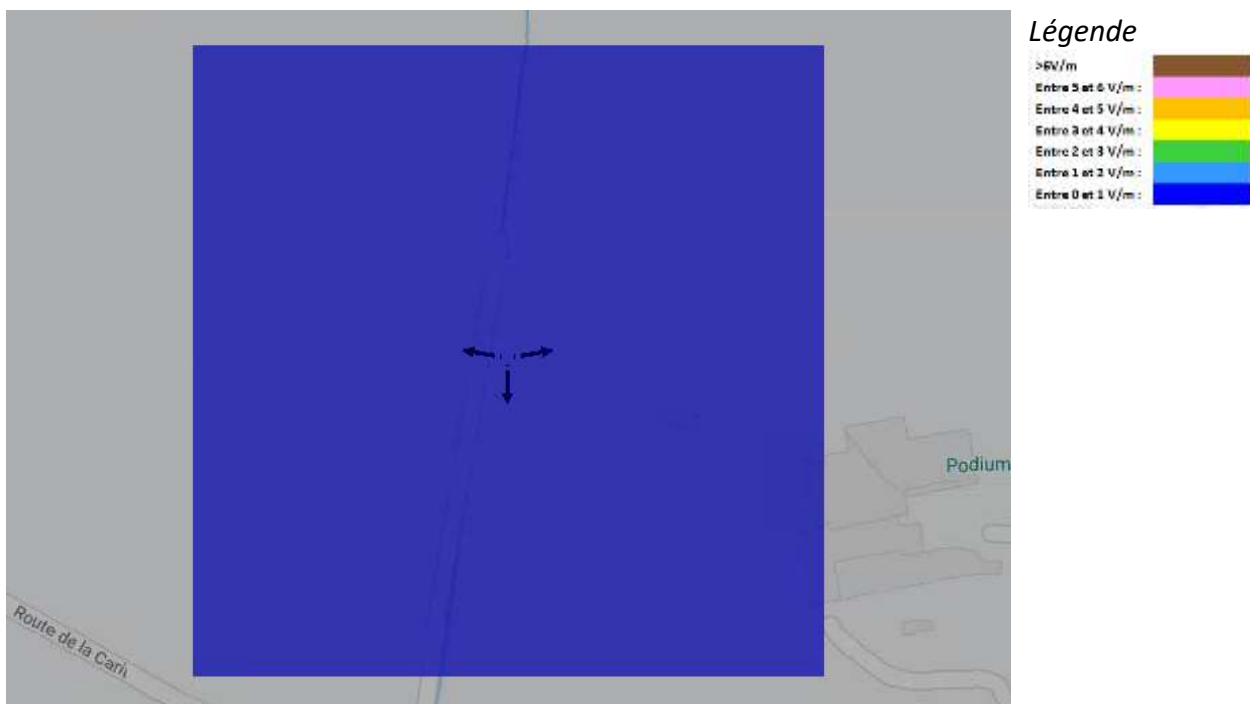 Légende
>6V/m
Entre 5 et 6 V/m :
Entre 4 et 5 V/m :
Entre 3 et 4 V/m :
Entre 2 et 3 V/m :
Entre 1 et 2 V/m :
Entre 0 et 1 V/m :
Podium
Route de la Cari